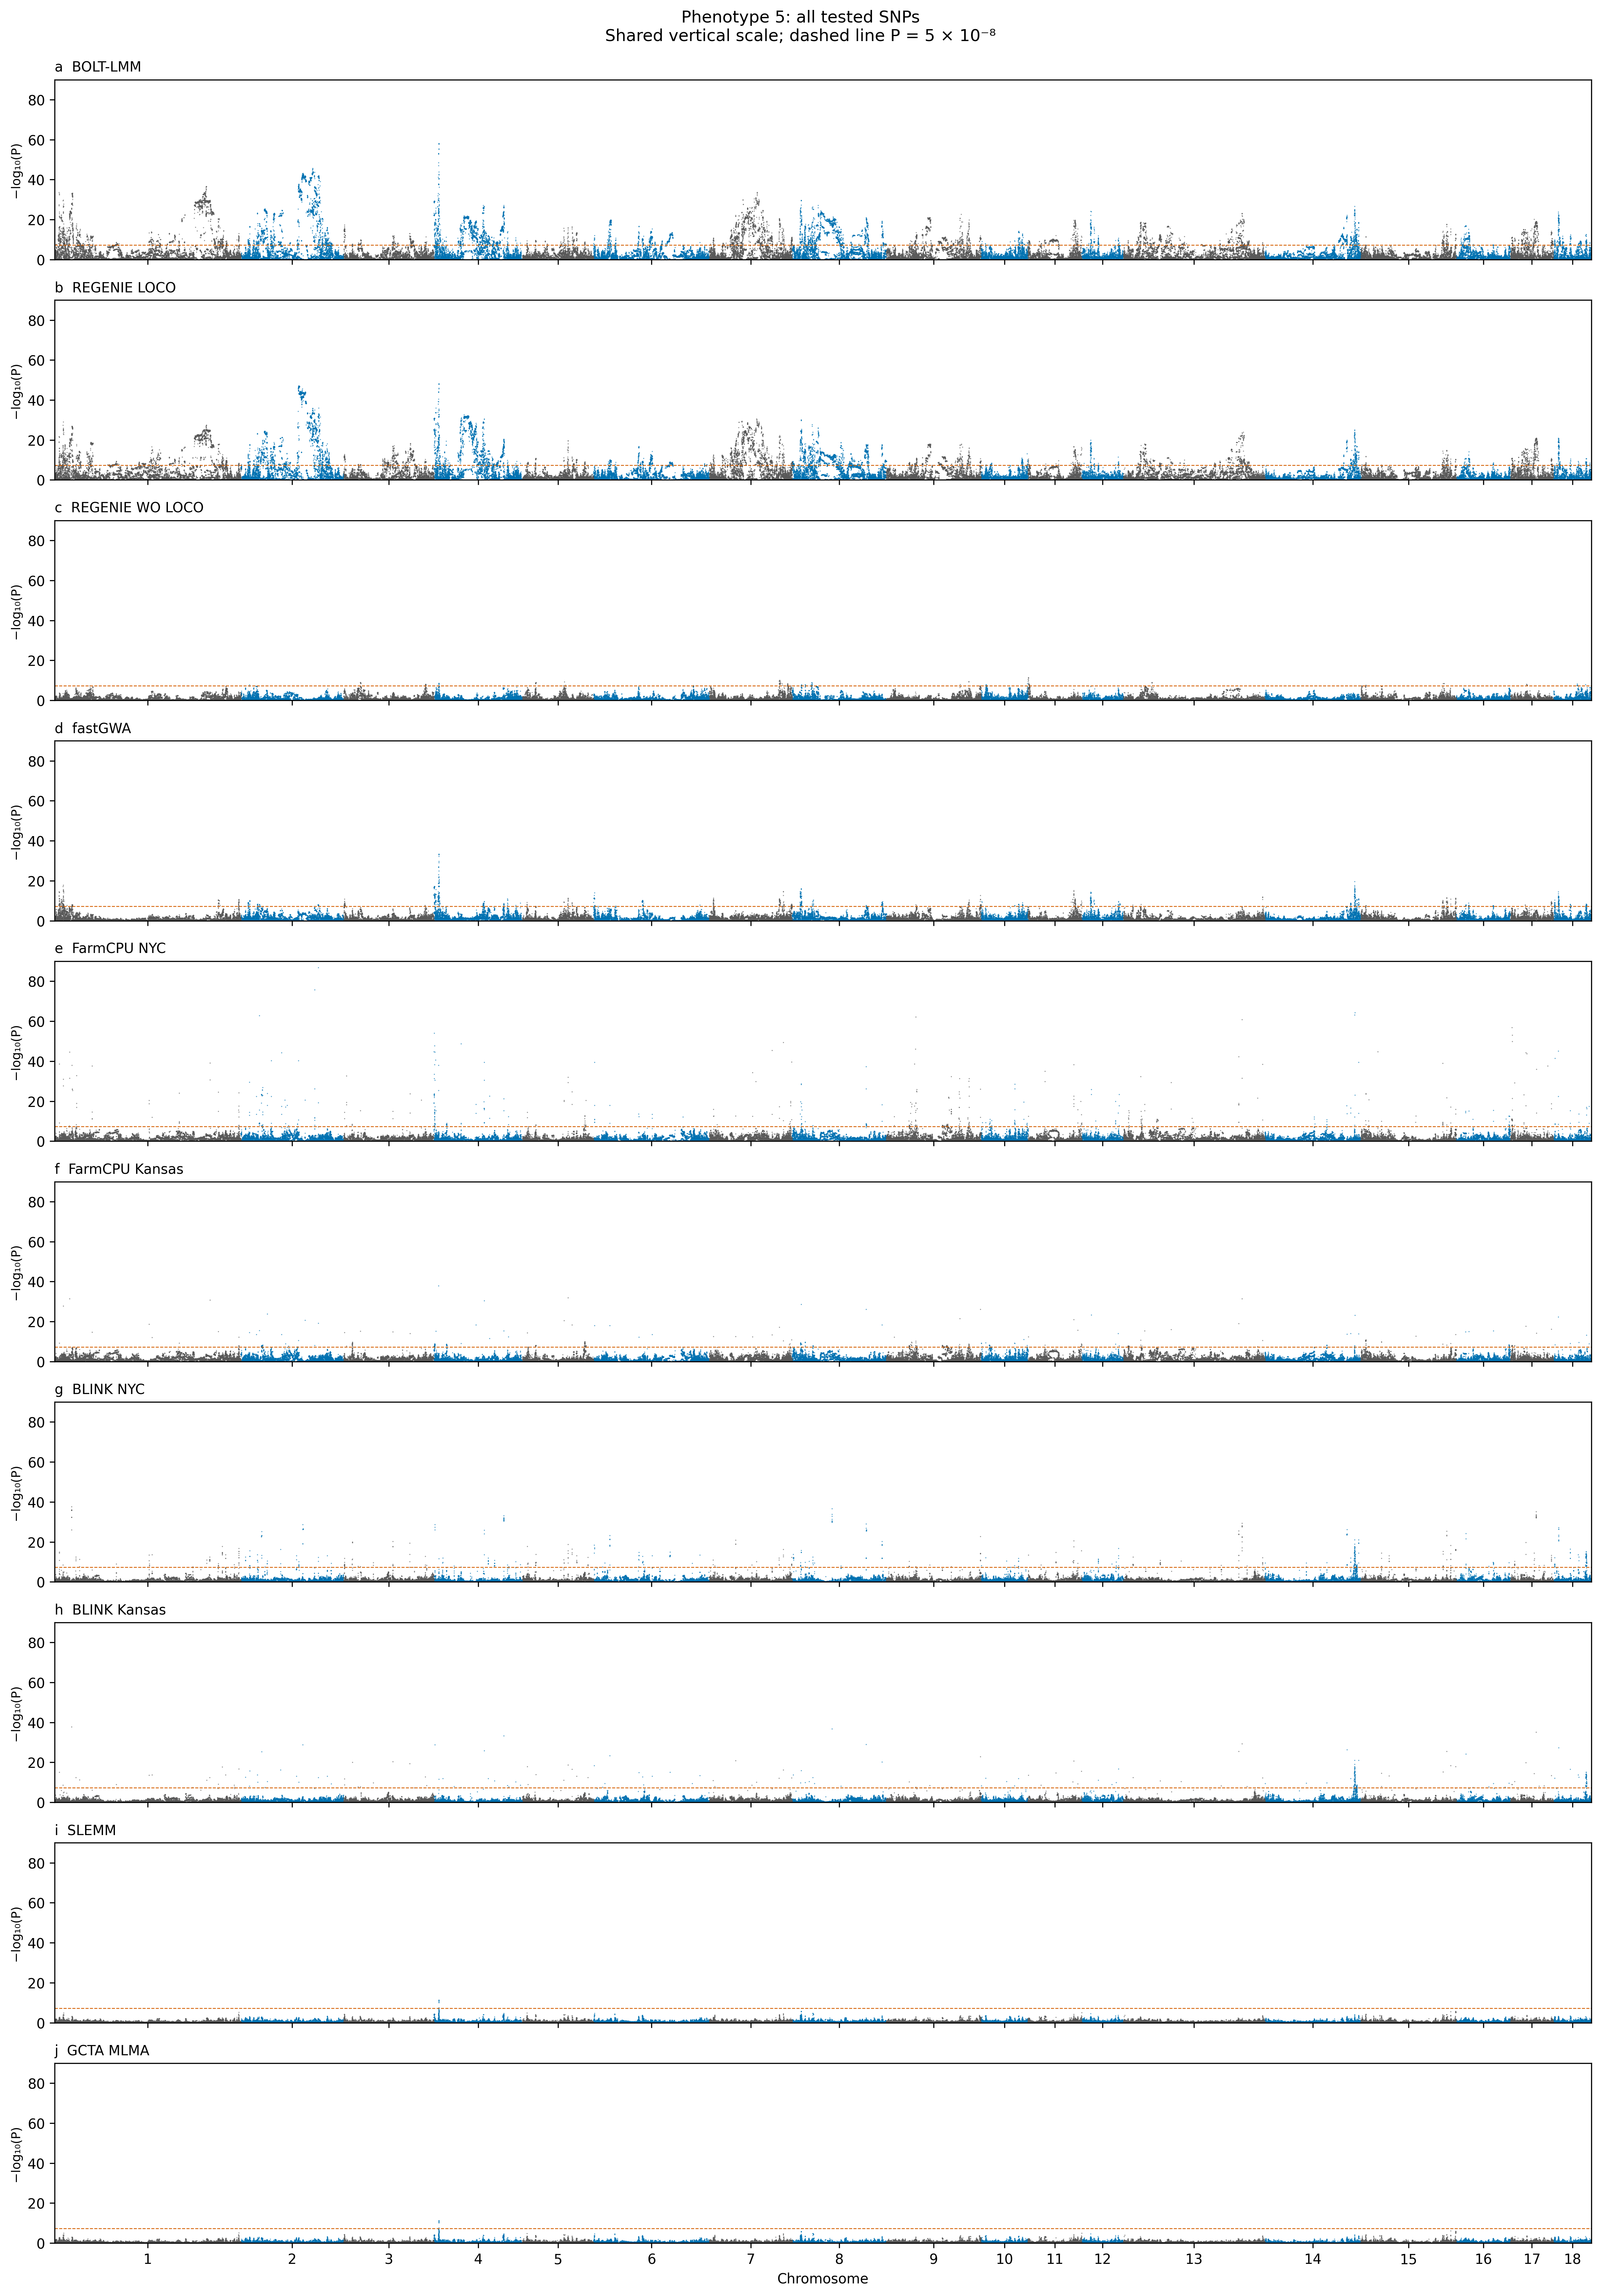 Phenotype 5: all tested SNPs
Shared vertical scale; dashed line P = 5 × 10⁻⁸
a BOLT-LMM
80
60
40
20
0
−log₁₀(P)
b REGENIE LOCO
80
60
40
20
0
−log₁₀(P)
c REGENIE WO LOCO
80
60
40
20
0
−log₁₀(P)
d fastGWA
80
60
40
20
0
−log₁₀(P)
e FarmCPU NYC
80
60
40
20
0
−log₁₀(P)
f FarmCPU Kansas
80
60
40
20
0
−log₁₀(P)
g BLINK NYC
80
60
40
20
0
−log₁₀(P)
h BLINK Kansas
80
60
40
20
0
−log₁₀(P)
i SLEMM
80
60
40
20
0
−log₁₀(P)
j GCTA MLMA
80
60
40
20
0
−log₁₀(P)
1 2 3 4 5 6 7 8 9 10 11 12 13 14 15 16 17 18
Chromosome